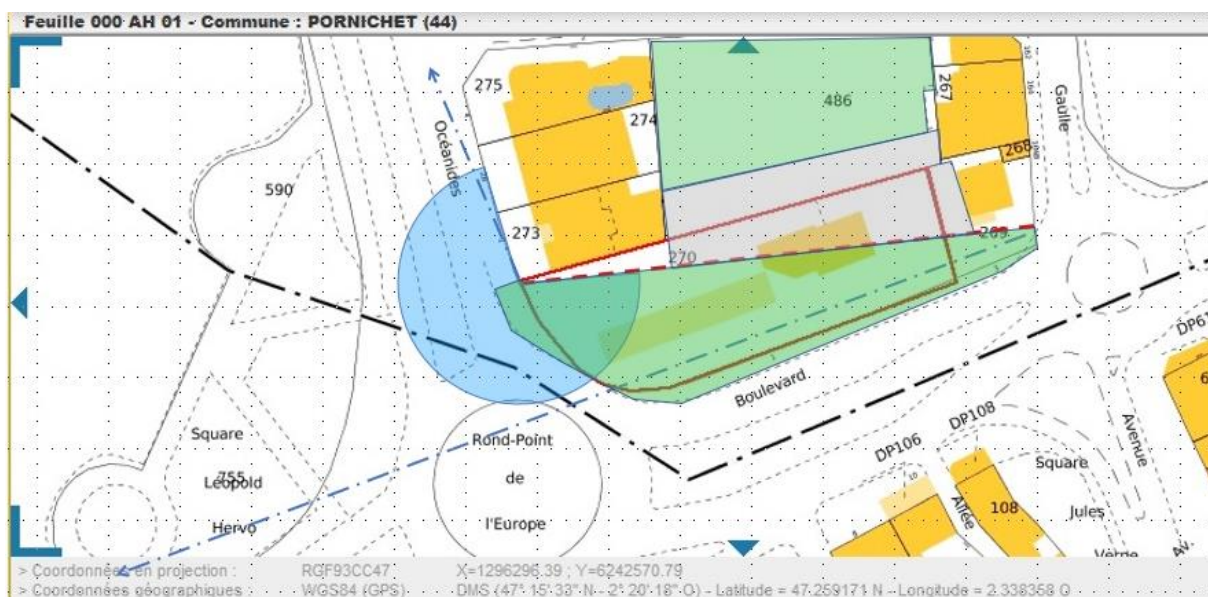 Feuille 000 AH 01 - Commune : PORNICHET (44)
275
274
486
267
Gaulle
268
Océanides
590
273
270
269
Boulevard
DP61
6
Square
755
Léopold
Hervo
Rond-Point
de
l'Europe
DP108
DP106
Avenue
Square
Jules
Verne
Allée
108
Av.
> Coordonnées en projection : RGF93CC47 X=1296296.39 ; Y=6242570.79
> Coordonnées géographiques : WGS84 (GPS) DMS (47° 15' 33" N - 2° 20' 18" O) - Latitude = 47.259171 N - Longitude = 2.338358 O